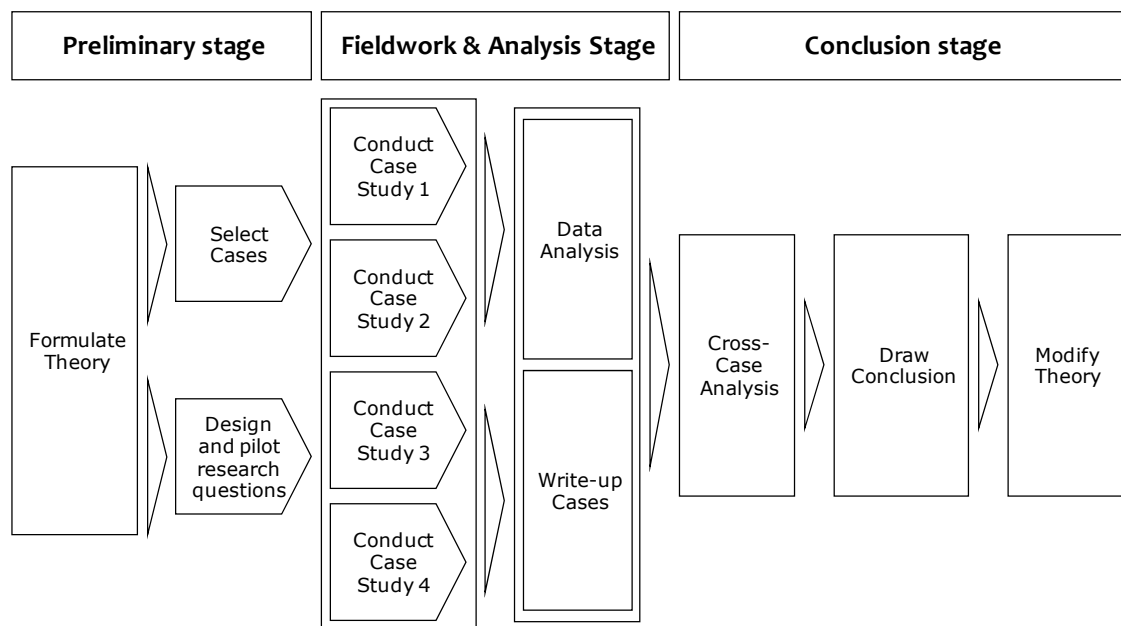 Preliminary stage
Fieldwork & Analysis Stage
Conclusion stage
Formulate
Theory
Select
Cases
Design
and pilot
research
questions
Conduct
Case
Study 1
Conduct
Case
Study 2
Conduct
Case
Study 3
Conduct
Case
Study 4
Data
Analysis
Write-up
Cases
Cross-
Case
Analysis
Draw
Conclusion
Modify
Theory